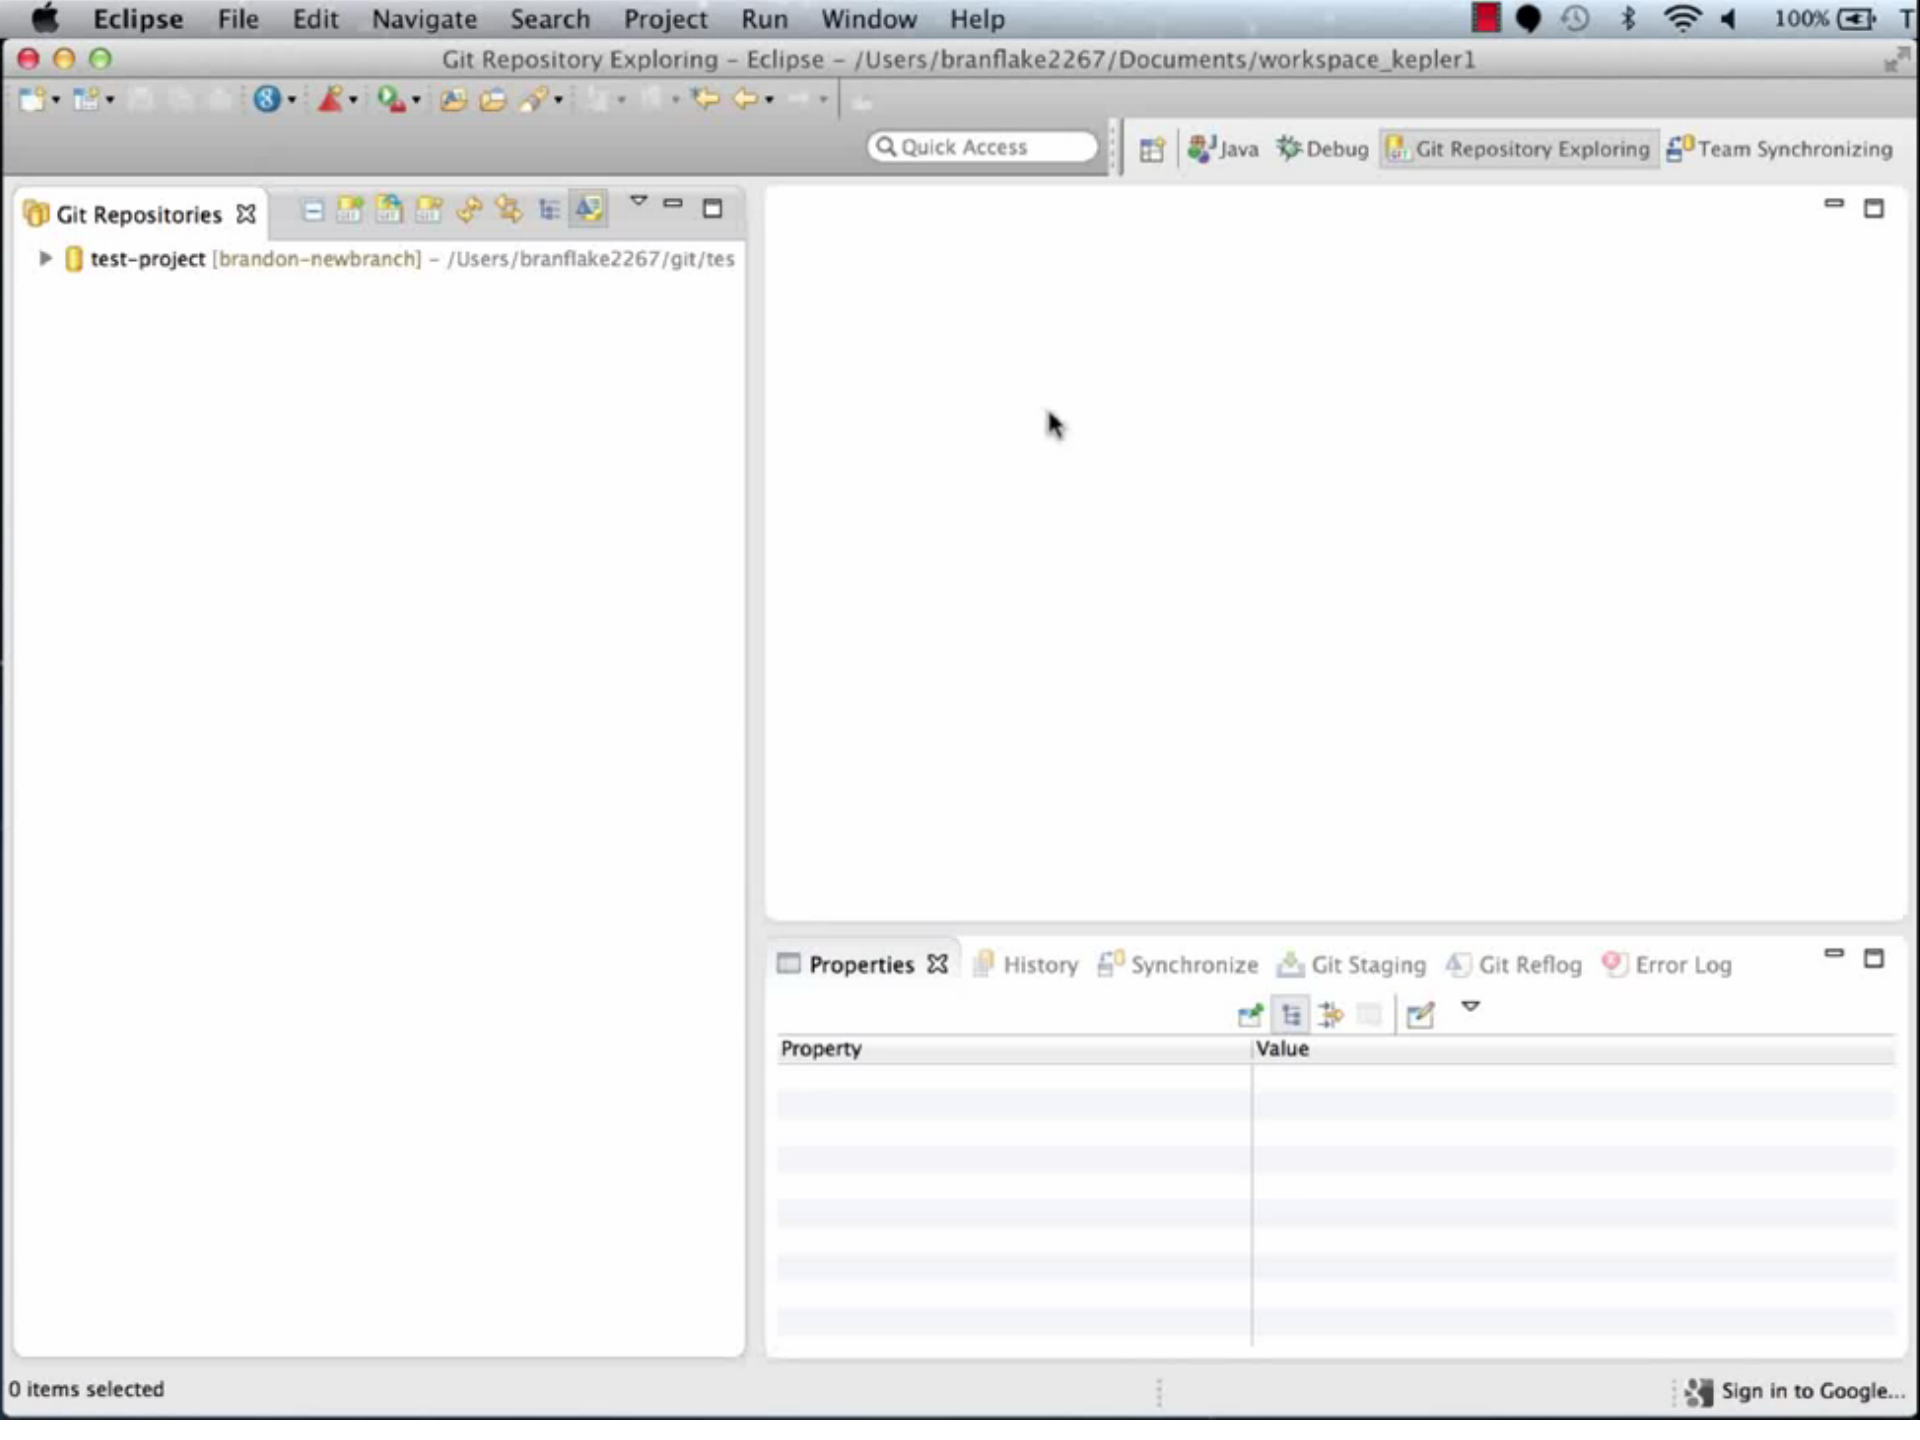 Eclipse File Edit Navigate Search Project Run Window Help 100% T
Git Repository Exploring – Eclipse – /Users/branflake2267/Documents/workspace_kepler1
Quick Access Java Debug Git Repository Exploring Team Synchronizing
Git Repositories
test-project [brandon-newbranch] – /Users/branflake2267/git/tes
Properties History Synchronize Git Staging Git Reflog Error Log
Property Value
0 items selected Sign in to Google...